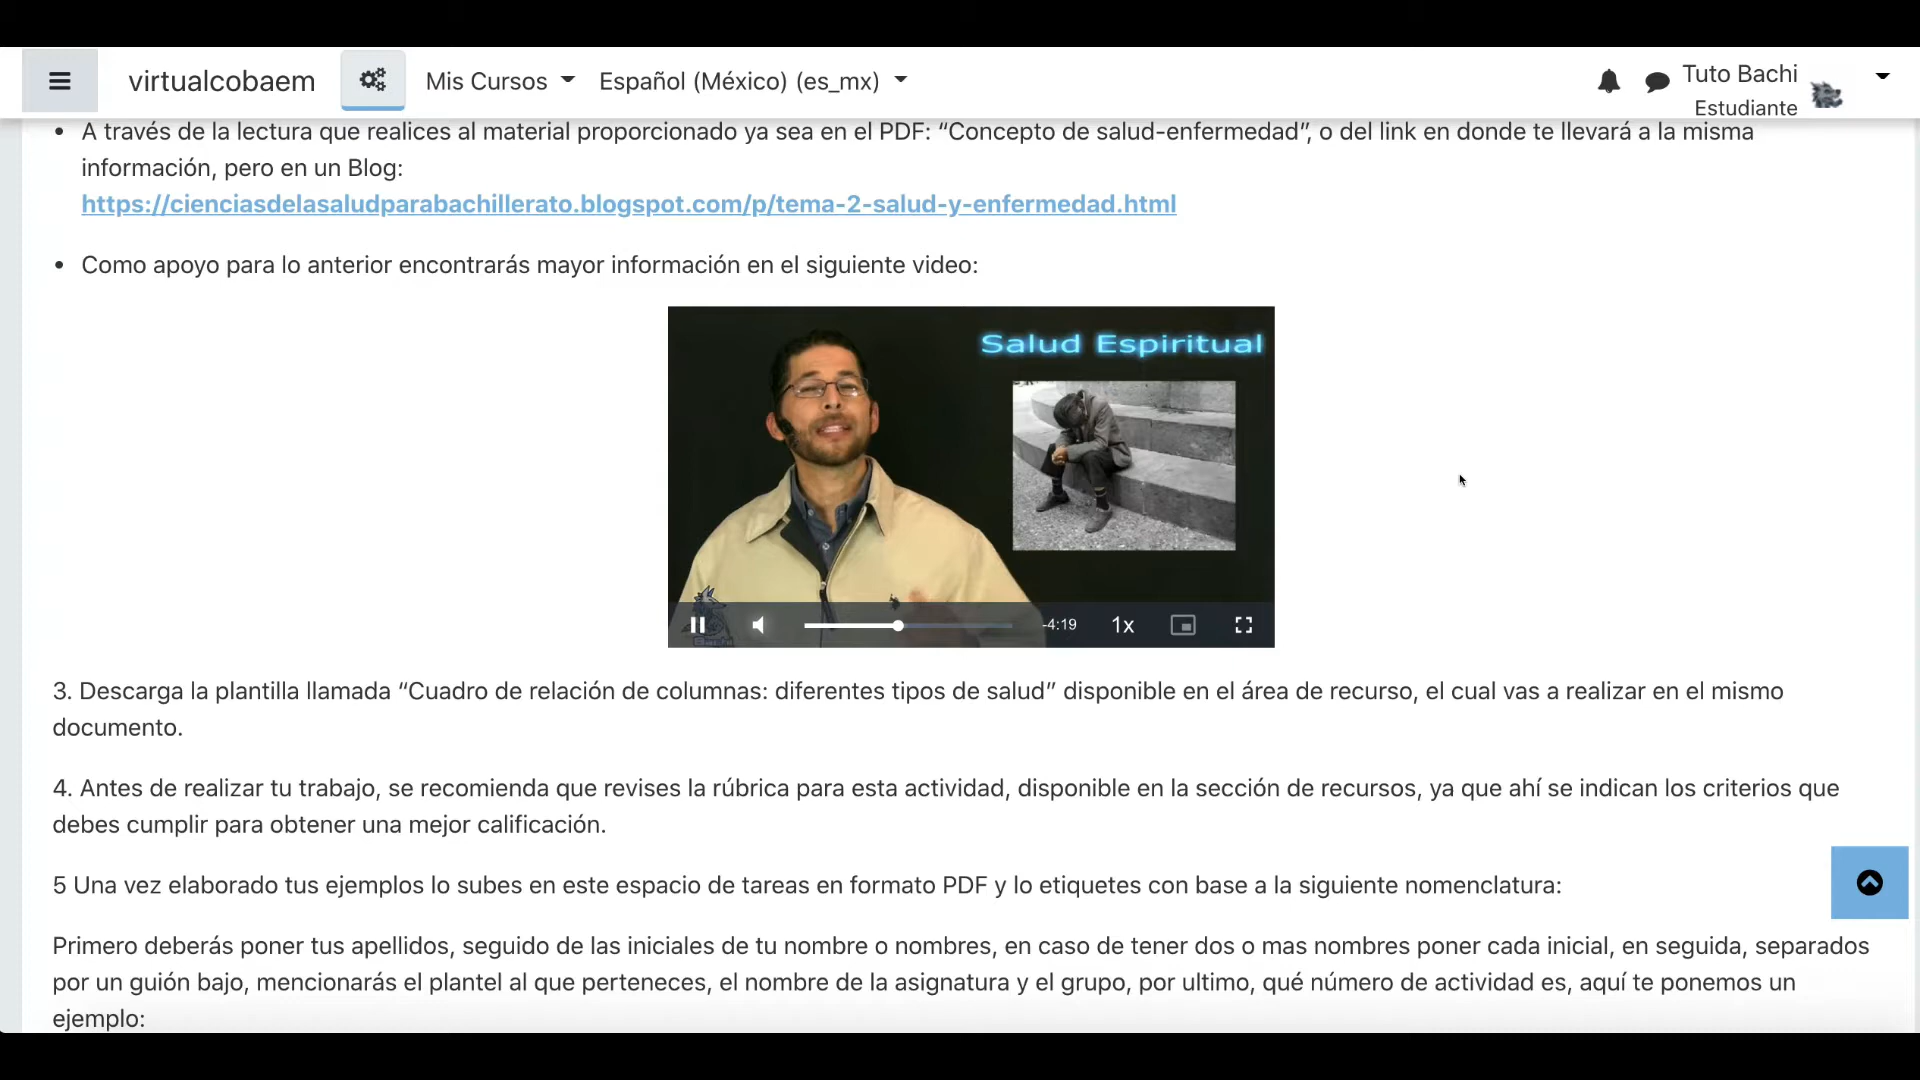 virtualcobaem
Mis Cursos
Español (México) (es_mx)
Tuto Bachi
Estudiante
• A través de la lectura que realices al material proporcionado ya sea en el PDF: “Concepto de salud-enfermedad”, o del link en donde te llevará a la misma
información, pero en un Blog:
https://cienciasdelasaludparabachillerato.blogspot.com/p/tema-2-salud-y-enfermedad.html
• Como apoyo para lo anterior encontrarás mayor información en el siguiente video:
Salud Espiritual
-4:19
1x
3. Descarga la plantilla llamada “Cuadro de relación de columnas: diferentes tipos de salud” disponible en el área de recurso, el cual vas a realizar en el mismo
documento.
4. Antes de realizar tu trabajo, se recomienda que revises la rúbrica para esta actividad, disponible en la sección de recursos, ya que ahí se indican los criterios que
debes cumplir para obtener una mejor calificación.
5 Una vez elaborado tus ejemplos lo subes en este espacio de tareas en formato PDF y lo etiquetes con base a la siguiente nomenclatura:
Primero deberás poner tus apellidos, seguido de las iniciales de tu nombre o nombres, en caso de tener dos o mas nombres poner cada inicial, en seguida, separados
por un guión bajo, mencionarás el plantel al que perteneces, el nombre de la asignatura y el grupo, por ultimo, qué número de actividad es, aquí te ponemos un
ejemplo: